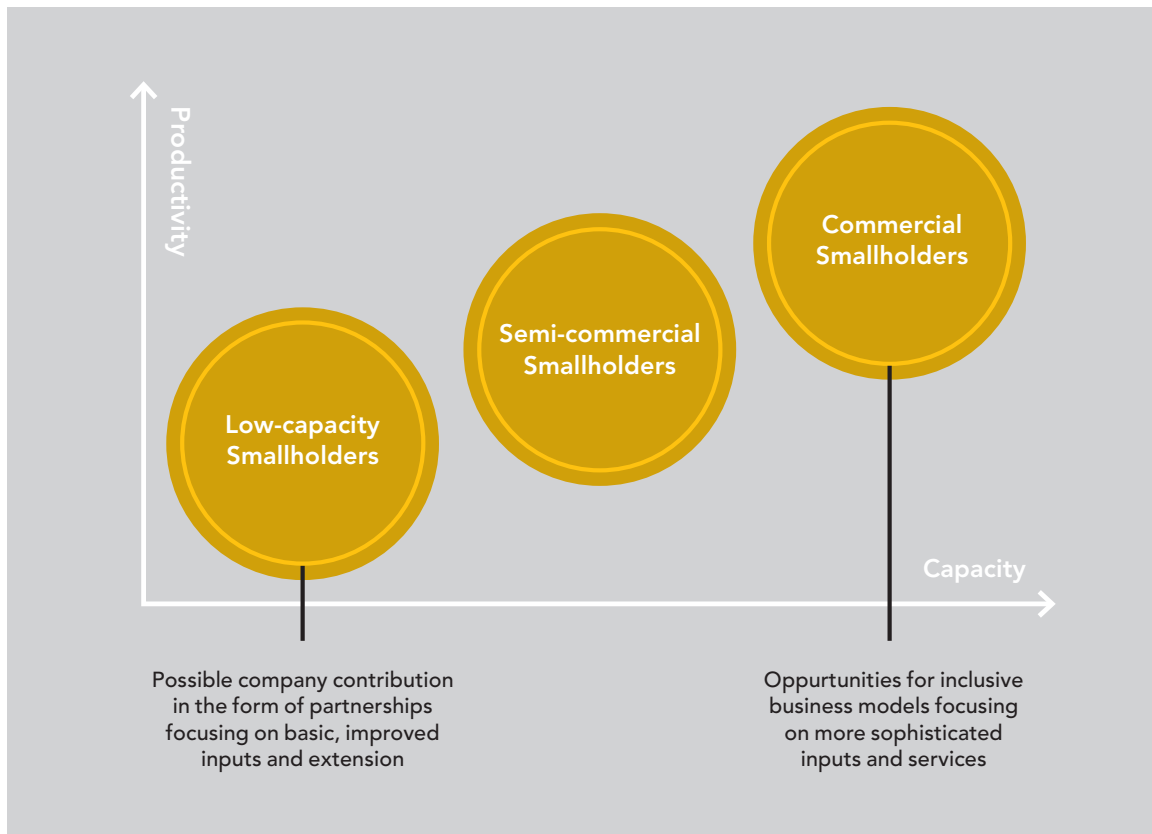 Productivity
Commercial
Smallholders
Semi-commercial
Smallholders
Low-capacity
Smallholders
Capacity
Possible company contribution
in the form of partnerships
focusing on basic, improved
inputs and extension
Oppurtunities for inclusive
business models focusing
on more sophisticated
inputs and services